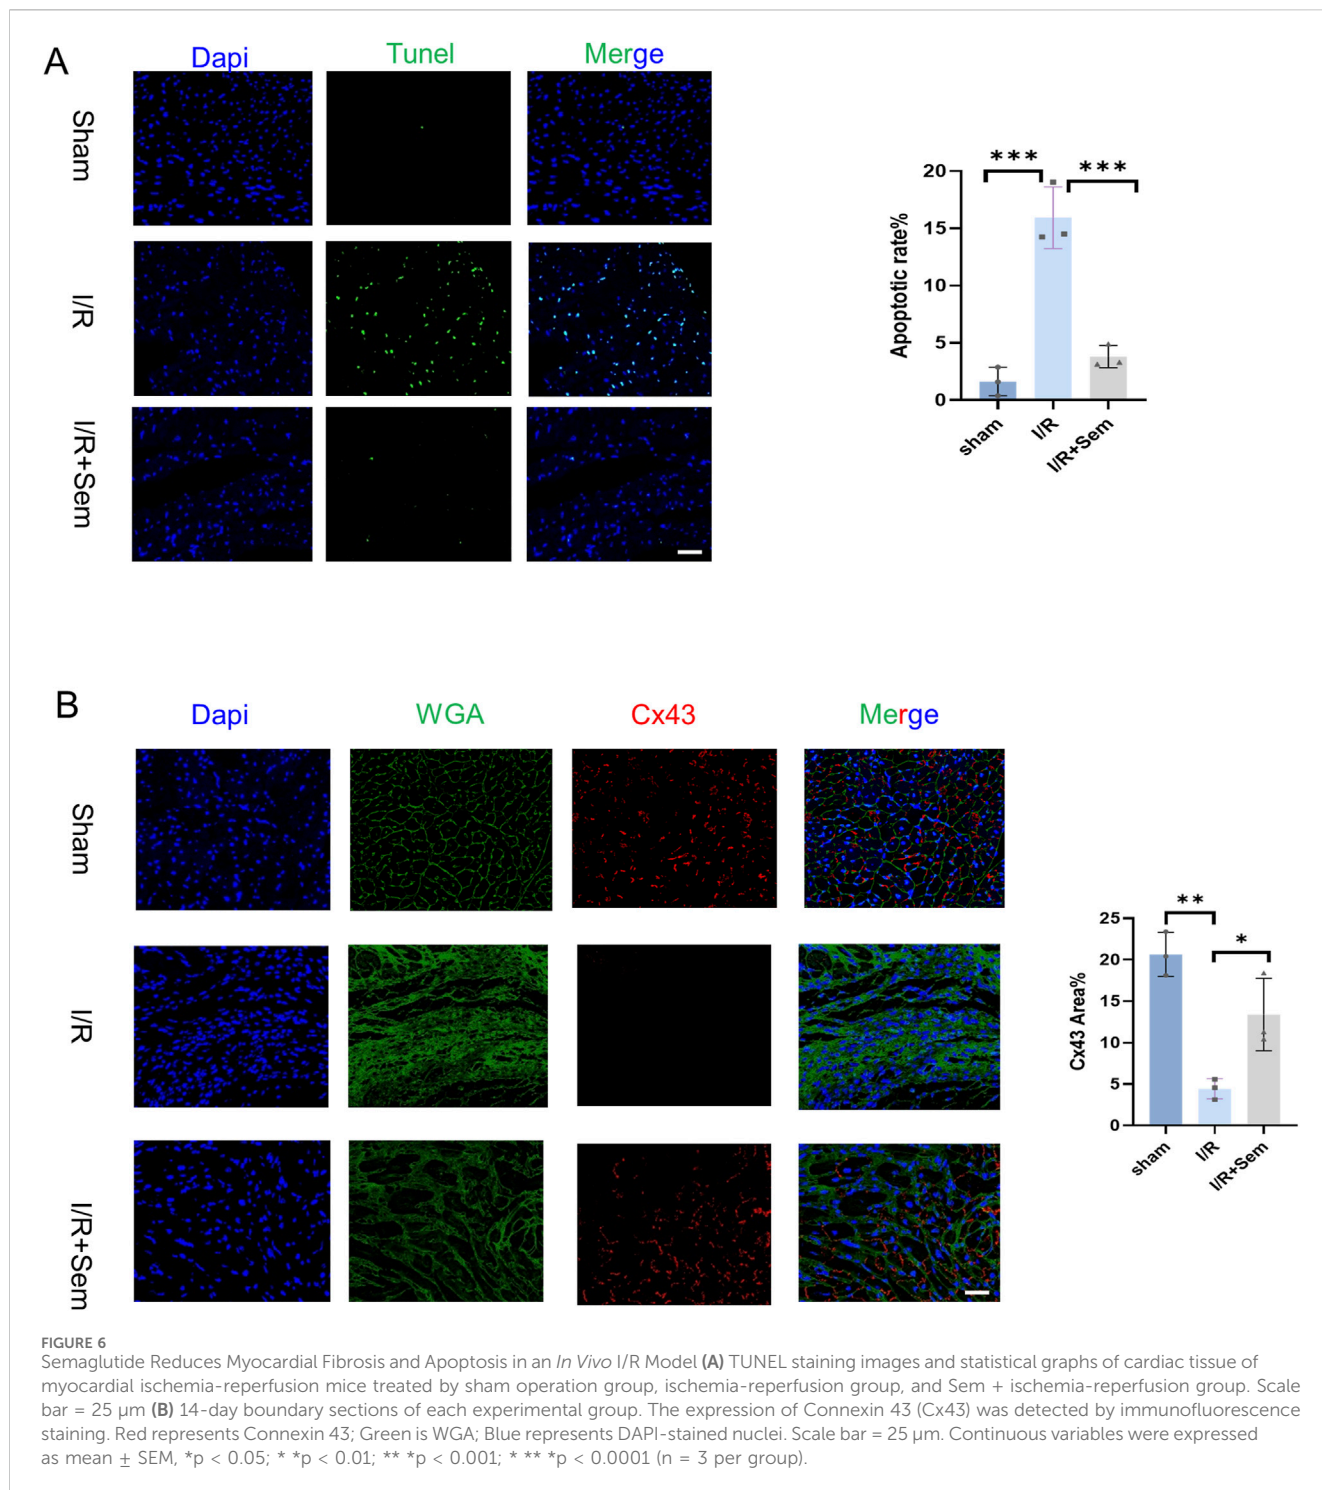 A
Dapi Tunel Merge
Sham
I/R
I/R+Sem
Apoptotic rate%
20
15
10
5
0
*** ***
sham I/R I/R+Sem
B
Dapi WGA Cx43 Merge
Sham
I/R
I/R+Sem
Cx43 Area%
25
20
15
10
5
0
** *
sham I/R I/R+Sem
FIGURE 6
Semaglutide Reduces Myocardial Fibrosis and Apoptosis in an In Vivo I/R Model (A) TUNEL staining images and statistical graphs of cardiac tissue of
myocardial ischemia-reperfusion mice treated by sham operation group, ischemia-reperfusion group, and Sem + ischemia-reperfusion group. Scale
bar = 25 μm (B) 14-day boundary sections of each experimental group. The expression of Connexin 43 (Cx43) was detected by immunofluorescence
staining. Red represents Connexin 43; Green is WGA; Blue represents DAPI-stained nuclei. Scale bar = 25 μm. Continuous variables were expressed
as mean ± SEM, *p < 0.05; * *p < 0.01; ** *p < 0.001; * ** *p < 0.0001 (n = 3 per group).